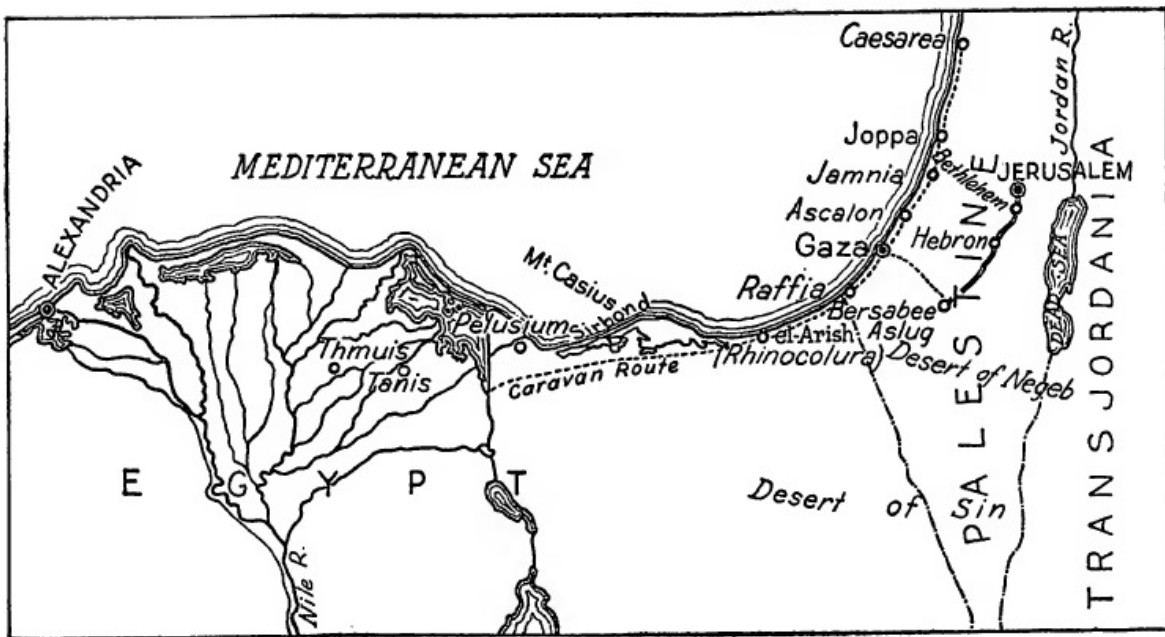 Caesarea
Jordan R.
Joppa
MEDITERRANEAN SEA
Jamnia
Bethlehem
JERUSALEM
ALEXANDRIA
Ascalon
Gaza
Hebron
DEAD SEA
Mt. Casius
Sirbond
Raffia
Bersabee
Pelusium
el-Arish
Aslug
(Rhinocolura)
Desert of Negeb
Thmuis
Tanis
Caravan Route
EGYPT
Desert of Sin
PALESTINE
TRANSJORDANIA
Nile R.